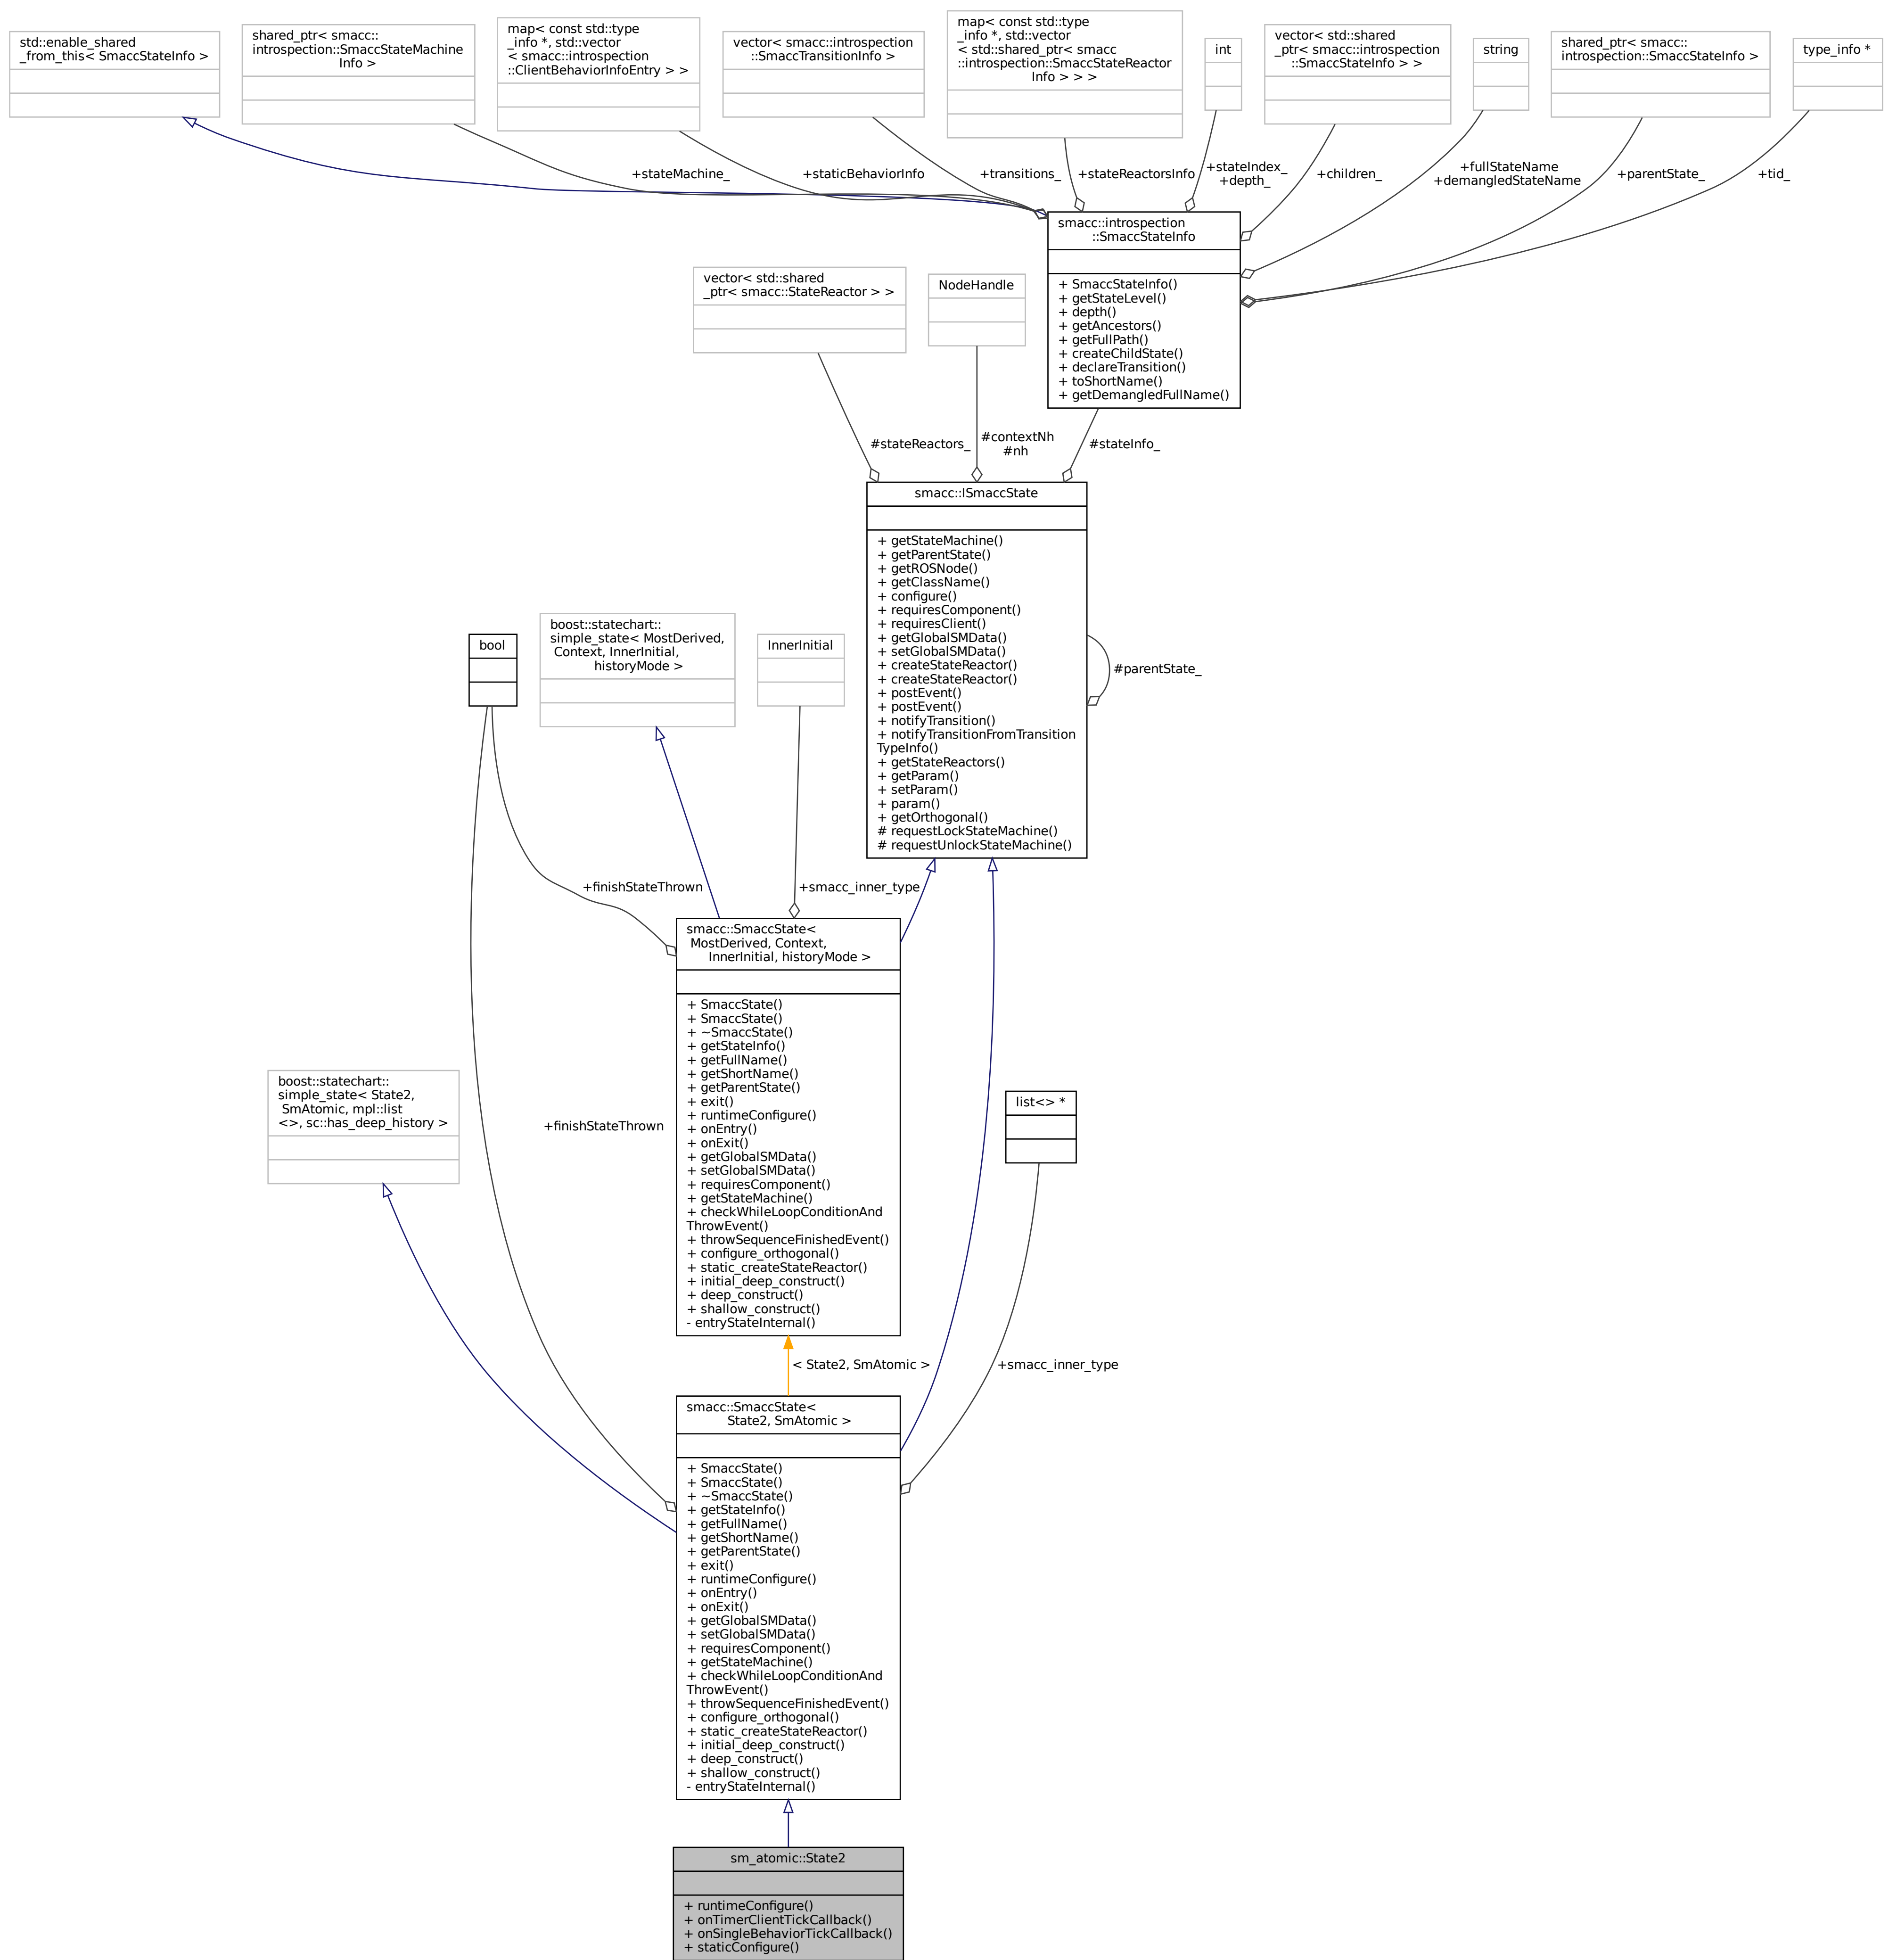 std::enable_shared
_from_this< SmaccStateInfo >
shared_ptr< smacc::
introspection::SmaccStateMachine
Info >
map< const std::type
_info *, std::vector
< smacc::introspection
::ClientBehaviorInfoEntry > >
vector< smacc::introspection
::SmaccTransitionInfo >
map< const std::type
_info *, std::vector
< std::shared_ptr< smacc
::introspection::SmaccStateReactor
Info > > >
int
vector< std::shared
_ptr< smacc::introspection
::SmaccStateInfo > >
string
shared_ptr< smacc::
introspection::SmaccStateInfo >
type_info *
+stateMachine_
+staticBehaviorInfo
+transitions_
+stateReactorsInfo
+stateIndex_
+depth_
+children_
+fullStateName
+demangledStateName
+parentState_
+tid_
smacc::introspection
::SmaccStateInfo
+ SmaccStateInfo()
+ getStateLevel()
+ depth()
+ getAncestors()
+ getFullPath()
+ createChildState()
+ declareTransition()
+ toShortName()
+ getDemangledFullName()
vector< std::shared
_ptr< smacc::StateReactor > >
NodeHandle
#stateReactors_
#contextNh
#nh
#stateInfo_
smacc::ISmaccState
+ getStateMachine()
+ getParentState()
+ getROSNode()
+ getClassName()
+ configure()
+ requiresComponent()
+ requiresClient()
+ getGlobalSMData()
+ setGlobalSMData()
+ createStateReactor()
+ createStateReactor()
+ postEvent()
+ postEvent()
+ notifyTransition()
+ notifyTransitionFromTransition
TypeInfo()
+ getStateReactors()
+ getParam()
+ setParam()
+ param()
+ getOrthogonal()
# requestLockStateMachine()
# requestUnlockStateMachine()
#parentState_
bool
boost::statechart::
simple_state< MostDerived,
Context, InnerInitial,
historyMode >
InnerInitial
+finishStateThrown
+smacc_inner_type
smacc::SmaccState<
MostDerived, Context,
InnerInitial, historyMode >
+ SmaccState()
+ SmaccState()
+ ~SmaccState()
+ getStateInfo()
+ getFullName()
+ getShortName()
+ getParentState()
+ exit()
+ runtimeConfigure()
+ onEntry()
+ onExit()
+ getGlobalSMData()
+ setGlobalSMData()
+ requiresComponent()
+ getStateMachine()
+ checkWhileLoopConditionAnd
ThrowEvent()
+ throwSequenceFinishedEvent()
+ configure_orthogonal()
+ static_createStateReactor()
+ initial_deep_construct()
+ deep_construct()
+ shallow_construct()
- entryStateInternal()
boost::statechart::
simple_state< State2,
SmAtomic, mpl::list
<>, sc::has_deep_history >
+finishStateThrown
list<> *
< State2, SmAtomic >
+smacc_inner_type
smacc::SmaccState<
State2, SmAtomic >
+ SmaccState()
+ SmaccState()
+ ~SmaccState()
+ getStateInfo()
+ getFullName()
+ getShortName()
+ getParentState()
+ exit()
+ runtimeConfigure()
+ onEntry()
+ onExit()
+ getGlobalSMData()
+ setGlobalSMData()
+ requiresComponent()
+ getStateMachine()
+ checkWhileLoopConditionAnd
ThrowEvent()
+ throwSequenceFinishedEvent()
+ configure_orthogonal()
+ static_createStateReactor()
+ initial_deep_construct()
+ deep_construct()
+ shallow_construct()
- entryStateInternal()
sm_atomic::State2
+ runtimeConfigure()
+ onTimerClientTickCallback()
+ onSingleBehaviorTickCallback()
+ staticConfigure()